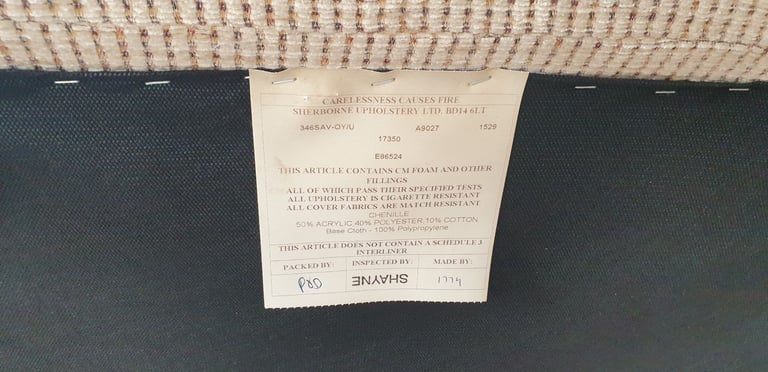 CARELESSNESS CAUSES FIRE
SHERBORNE UPHOLSTERY LTD. BD14 6LT
346SAV-OY/U A9027 1529
17350
E86524
THIS ARTICLE CONTAINS CM FOAM AND OTHER
FILLINGS
ALL OF WHICH PASS THEIR SPECIFIED TESTS
ALL UPHOLSTERY IS CIGARETTE RESISTANT
ALL COVER FABRICS ARE MATCH RESISTANT
CHENILLE
50% ACRYLIC,40% POLYESTER,10% COTTON
Base Cloth - 100% Polypropylene
THIS ARTICLE DOES NOT CONTAIN A SCHEDULE 3
INTERLINER
PACKED BY: INSPECTED BY: MADE BY:
SHAYNE 1774